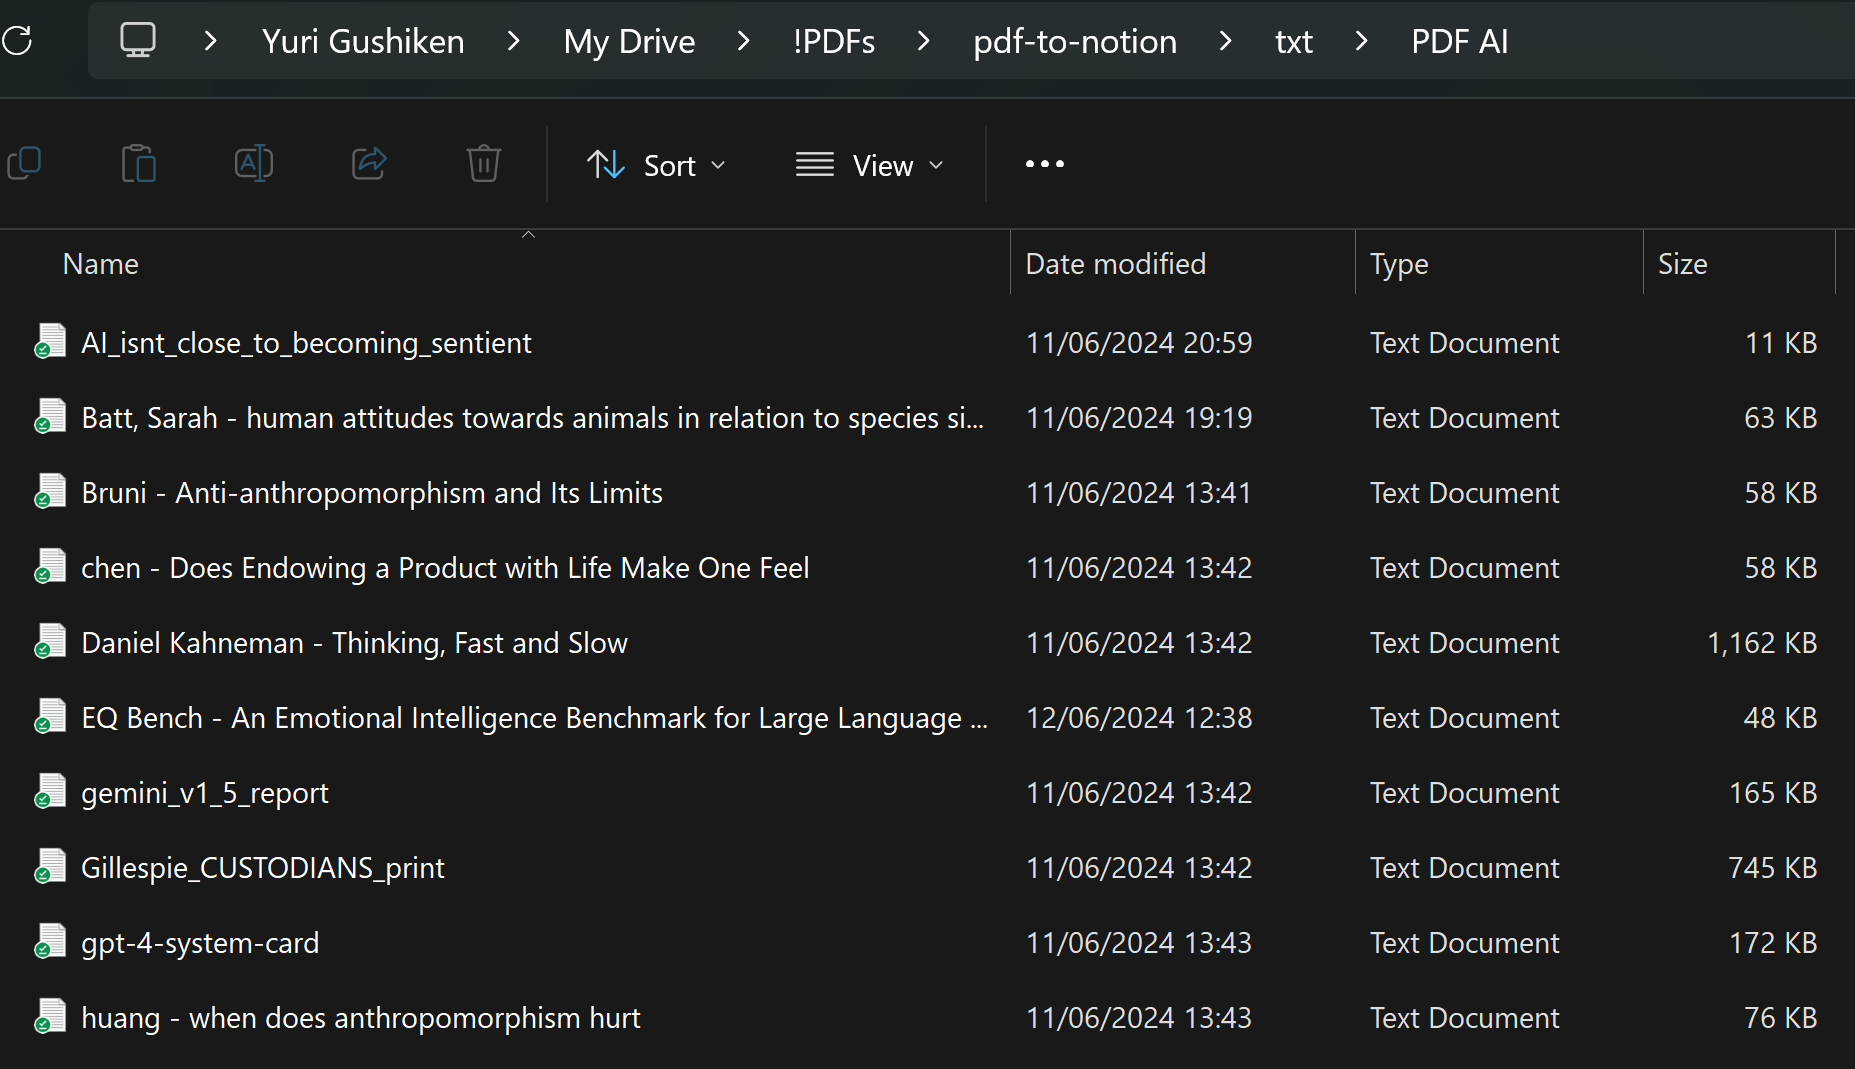 Yuri Gushiken > My Drive > !PDFs > pdf-to-notion > txt > PDF AI
Sort View
Name Date modified Type Size
AI_isnt_close_to_becoming_sentient 11/06/2024 20:59 Text Document 11 KB
Batt, Sarah - human attitudes towards animals in relation to species si... 11/06/2024 19:19 Text Document 63 KB
Bruni - Anti-anthropomorphism and Its Limits 11/06/2024 13:41 Text Document 58 KB
chen - Does Endowing a Product with Life Make One Feel 11/06/2024 13:42 Text Document 58 KB
Daniel Kahneman - Thinking, Fast and Slow 11/06/2024 13:42 Text Document 1,162 KB
EQ Bench - An Emotional Intelligence Benchmark for Large Language ... 12/06/2024 12:38 Text Document 48 KB
gemini_v1_5_report 11/06/2024 13:42 Text Document 165 KB
Gillespie_CUSTODIANS_print 11/06/2024 13:42 Text Document 745 KB
gpt-4-system-card 11/06/2024 13:43 Text Document 172 KB
huang - when does anthropomorphism hurt 11/06/2024 13:43 Text Document 76 KB